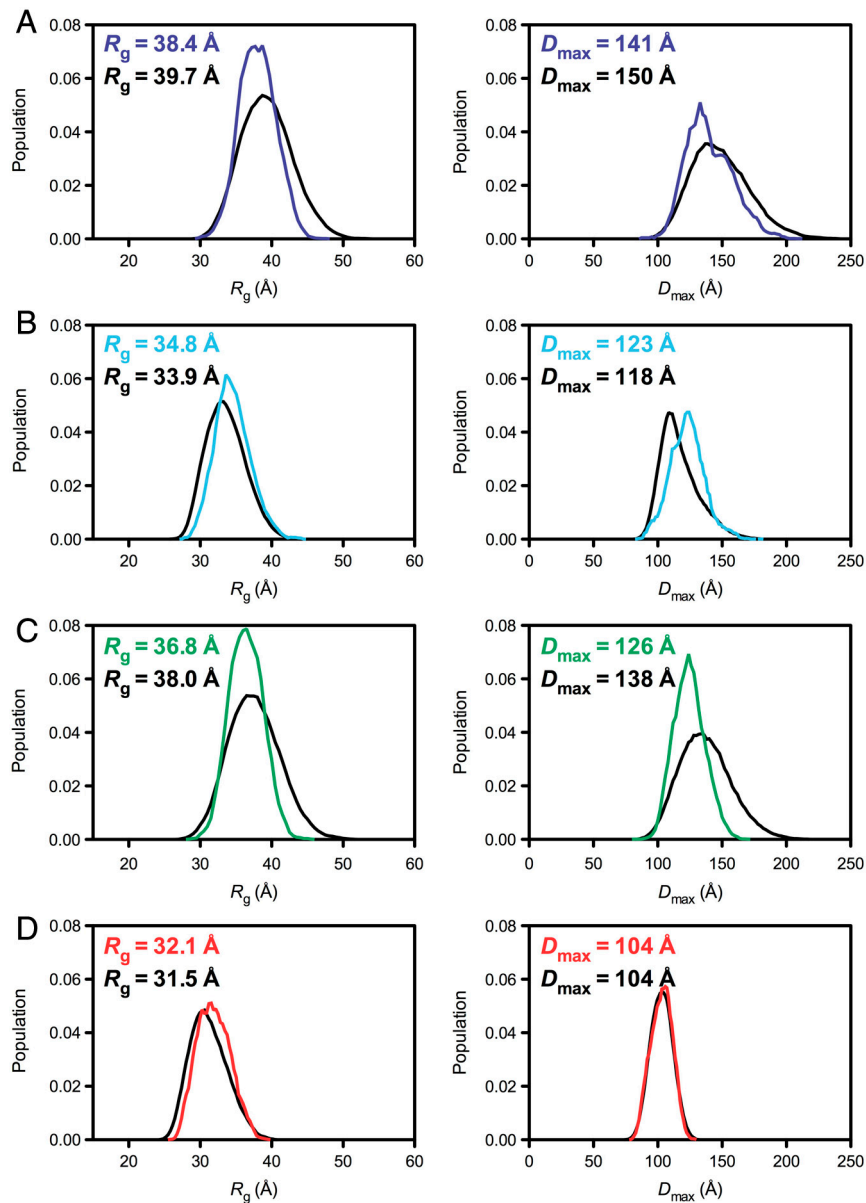 A
Rg = 38.4 Å
Rg = 39.7 Å
Population
0.08
0.06
0.04
0.02
0.00
20
30
40
50
60
Rg (Å)
Dmax = 141 Å
Dmax = 150 Å
Population
0.08
0.06
0.04
0.02
0.00
0
50
100
150
200
250
Dmax (Å)
B
Rg = 34.8 Å
Rg = 33.9 Å
Population
0.08
0.06
0.04
0.02
0.00
20
30
40
50
60
Rg (Å)
Dmax = 123 Å
Dmax = 118 Å
Population
0.08
0.06
0.04
0.02
0.00
0
50
100
150
200
250
Dmax (Å)
C
Rg = 36.8 Å
Rg = 38.0 Å
Population
0.08
0.06
0.04
0.02
0.00
20
30
40
50
60
Rg (Å)
Dmax = 126 Å
Dmax = 138 Å
Population
0.08
0.06
0.04
0.02
0.00
0
50
100
150
200
250
Dmax (Å)
D
Rg = 32.1 Å
Rg = 31.5 Å
Population
0.08
0.06
0.04
0.02
0.00
20
30
40
50
60
Rg (Å)
Dmax = 104 Å
Dmax = 104 Å
Population
0.08
0.06
0.04
0.02
0.00
0
50
100
150
200
250
Dmax (Å)